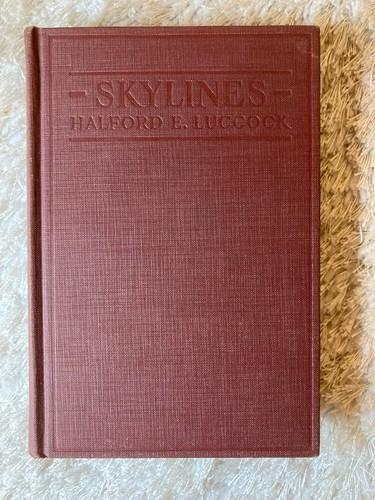 - SKYLINES -
HALFORD E. LUCCOCK